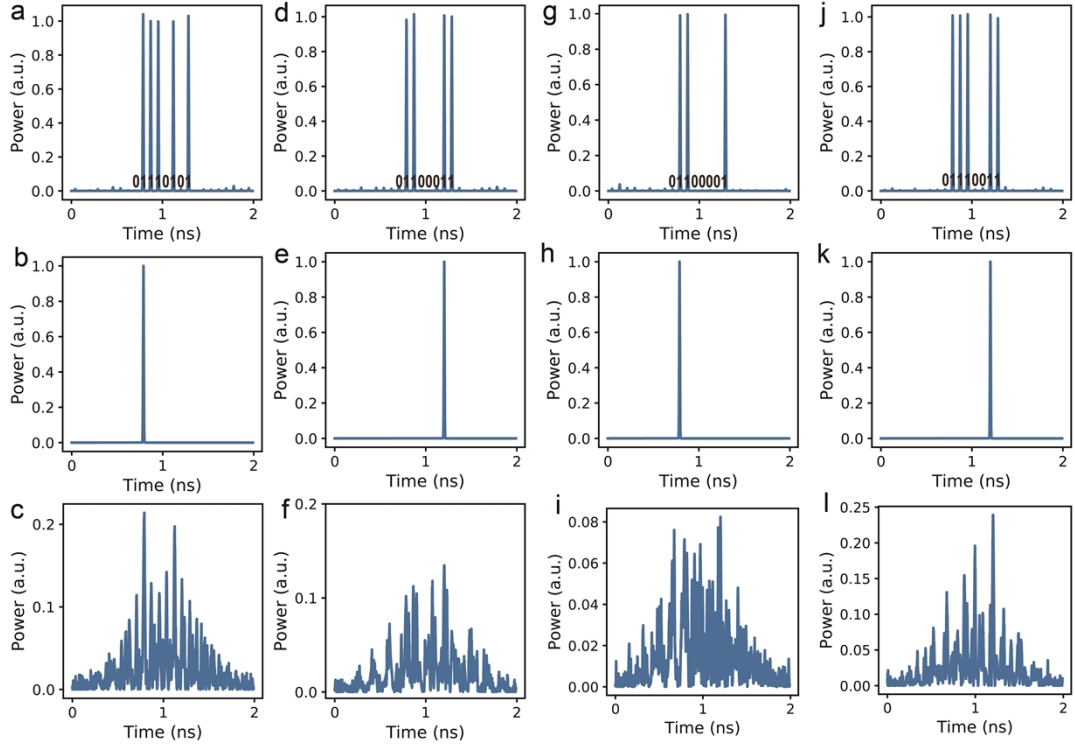 a
1.0
0.8
0.6
0.4
0.2
0.0
Power (a.u.)
01110101
0
1
2
Time (ns)
d
1.0
0.8
0.6
0.4
0.2
0.0
Power (a.u.)
01100011
0
1
2
Time (ns)
g
1.0
0.8
0.6
0.4
0.2
0.0
Power (a.u.)
01100001
0
1
2
Time (ns)
j
1.0
0.8
0.6
0.4
0.2
0.0
Power (a.u.)
01110011
0
1
2
Time (ns)
b
1.0
0.8
0.6
0.4
0.2
0.0
Power (a.u.)
0
1
2
Time (ns)
e
1.0
0.8
0.6
0.4
0.2
0.0
Power (a.u.)
0
1
2
Time (ns)
h
1.0
0.8
0.6
0.4
0.2
0.0
Power (a.u.)
0
1
2
Time (ns)
k
1.0
0.8
0.6
0.4
0.2
0.0
Power (a.u.)
0
1
2
Time (ns)
c
0.2
0.1
0.0
Power (a.u.)
0
1
2
Time (ns)
f
0.2
0.1
0.0
Power (a.u.)
0
1
2
Time (ns)
i
0.08
0.06
0.04
0.02
0.00
Power (a.u.)
0
1
2
Time (ns)
l
0.25
0.20
0.15
0.10
0.05
0.00
Power (a.u.)
0
1
2
Time (ns)